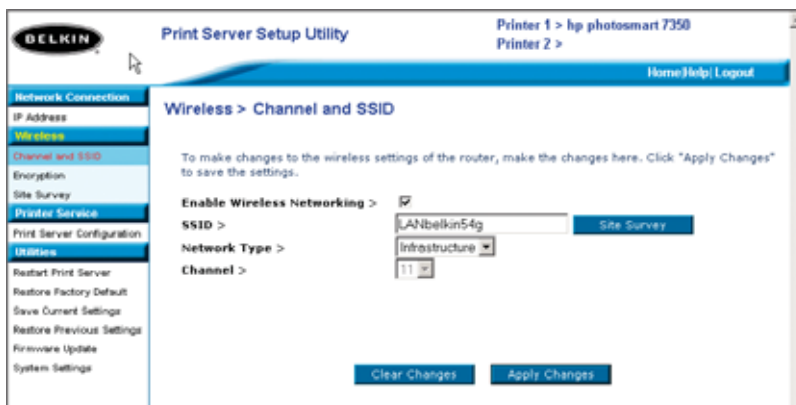 BELKIN
Print Server Setup Utility
Printer 1 > hp photosmart 7350
Printer 2 >
Home|Help| Logout
Network Connection
IP Address
Wireless
Channel and SSID
Encryption
Site Survey
Printer Service
Print Server Configuration
Utilities
Restart Print Server
Restore Factory Default
Save Current Settings
Restore Previous Settings
Firmware Update
System Settings
Wireless > Channel and SSID
To make changes to the wireless settings of the router, make the changes here. Click "Apply Changes"
to save the settings.
Enable Wireless Networking >
SSID >
LANbelkin54g
Site Survey
Network Type >
Infrastructure
Channel >
11
Clear Changes
Apply Changes